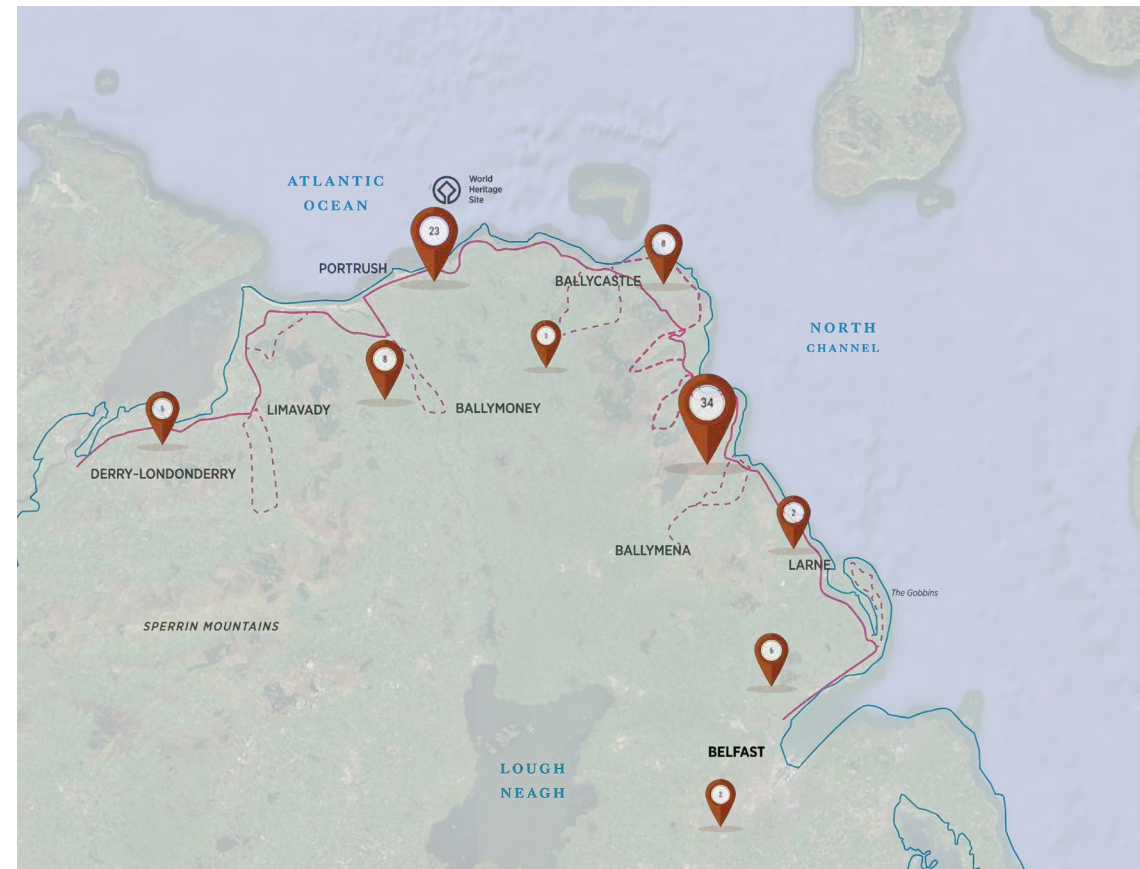 ATLANTIC
OCEAN
World
Heritage
Site
23
8
PORTRUSH
BALLYCASTLE
NORTH
CHANNEL
8
34
LIMAVADY
BALLYMONEY
DERRY-LONDONDERRY
2
BALLYMENA
LARNE
The Gobbins
SPERRIN MOUNTAINS
6
BELFAST
LOUGH
NEAGH
2